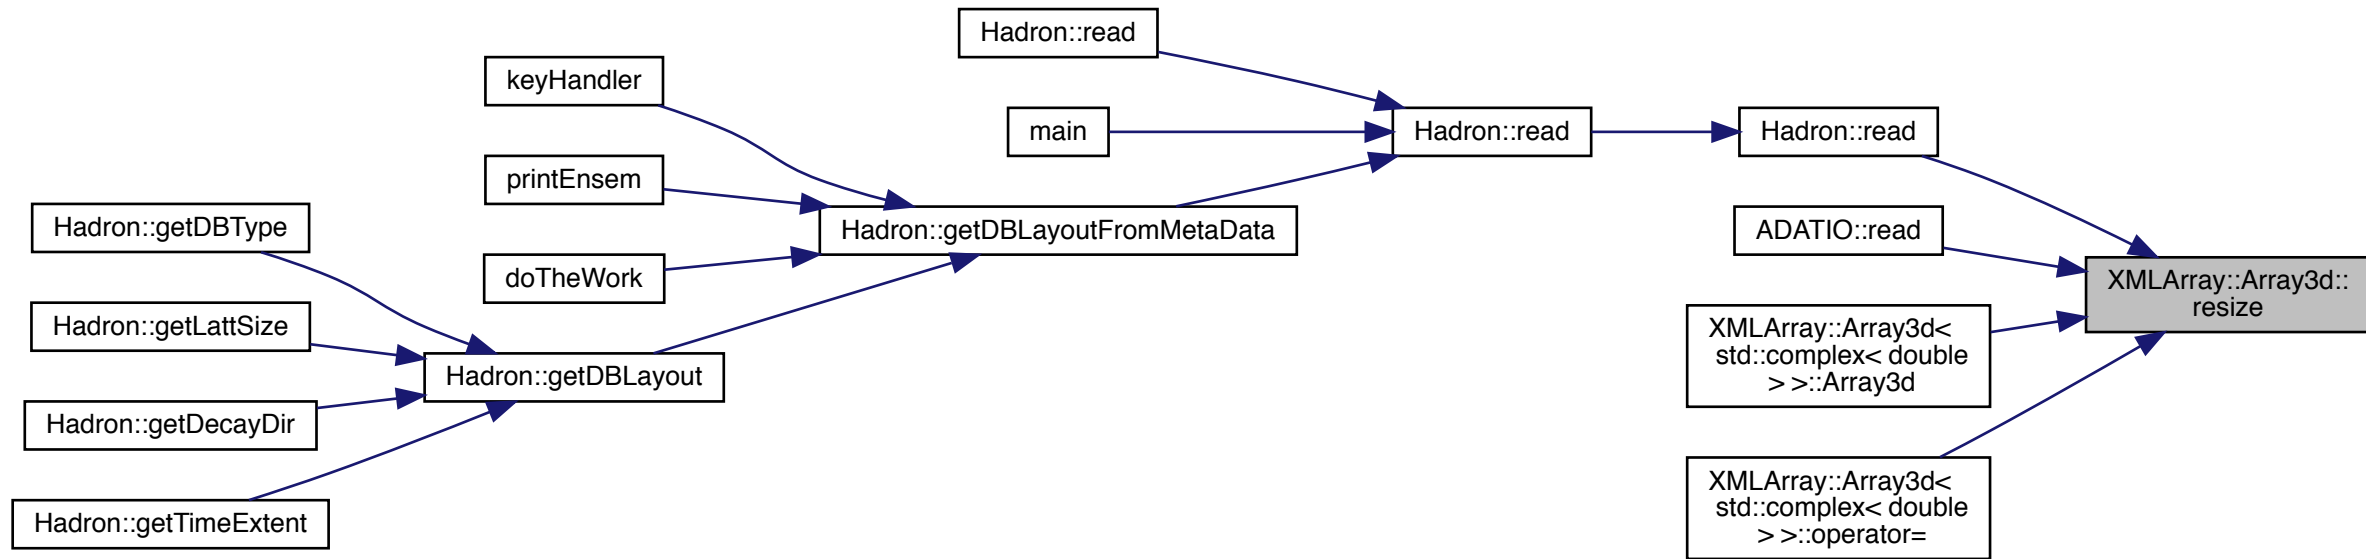 Hadron::read
keyHandler
main
Hadron::read
Hadron::read
printEnsem
Hadron::getDBType
Hadron::getDBLayoutFromMetaData
ADATIO::read
doTheWork
XMLArray::Array3d::
resize
Hadron::getLattSize
XMLArray::Array3d<
std::complex< double
> >::Array3d
Hadron::getDBLayout
Hadron::getDecayDir
XMLArray::Array3d<
std::complex< double
> >::operator=
Hadron::getTimeExtent